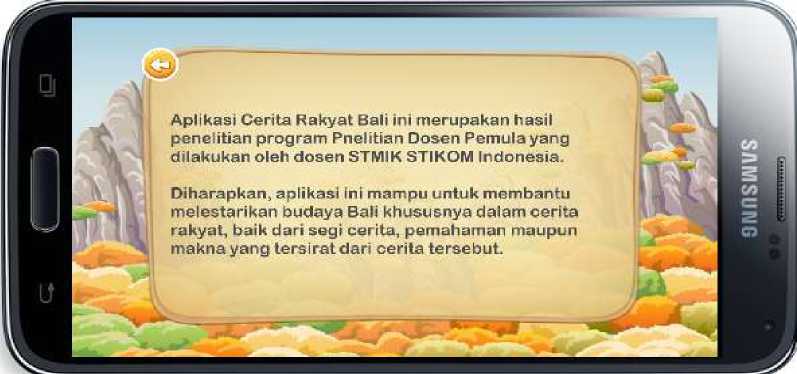 Aplikasi Cerita Rakyat Bali ini merupakan hasil
penelitian program Pnelitian Dosen Pemula yang
dilakukan oleh dosen STMIK STIKOM Indonesia.
Diharapkan, aplikasi ini mampu untuk membantu
melestarikan budaya Bali khususnya dalam cerita
rakyat, baik dari segi cerita, pemahaman maupun
makna yang tersirat dari cerita tersebut.
SAMSUNG